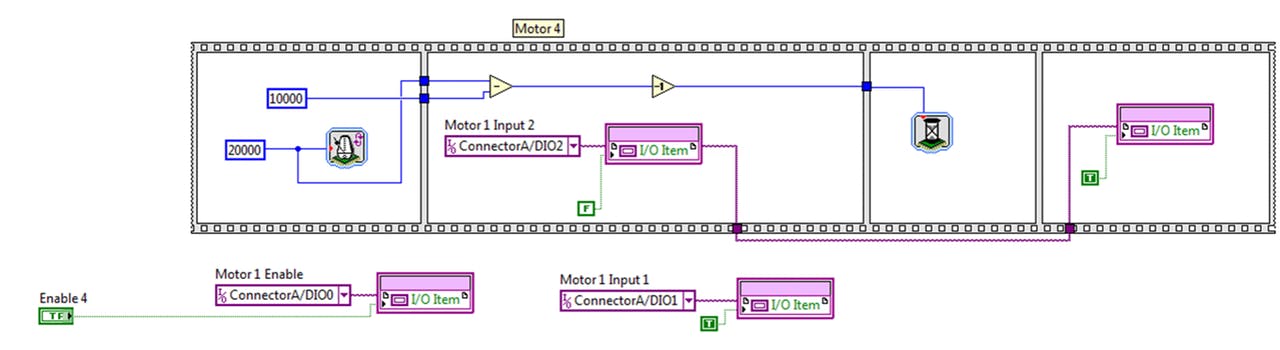 Motor 4
10000
20000
Motor 1 Input 2
ConnectorA/DIO2
I/O Item
F
I/O Item
T
Motor 1 Enable
ConnectorA/DIO0
I/O Item
Motor 1 Input 1
ConnectorA/DIO1
I/O Item
T
Enable 4
TF